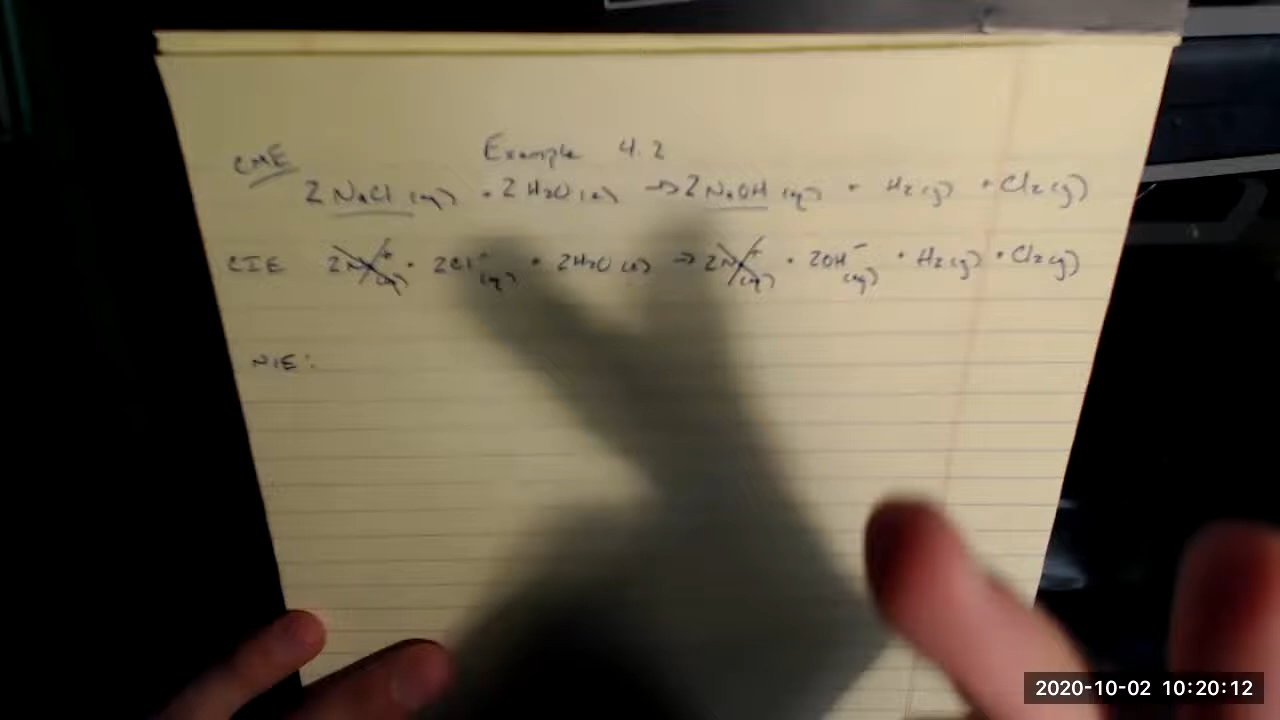 Example 4.2
CME
2 NaCl (aq) + 2 H2O (l) → 2 NaOH (aq) + H2(g) + Cl2(g)
CIE 2Na+(aq) + 2Cl-(aq) + 2H2O (l) → 2Na+(aq) + 2OH-(aq) + H2(g) + Cl2(g)
NIE:
2020-10-02 10:20:12